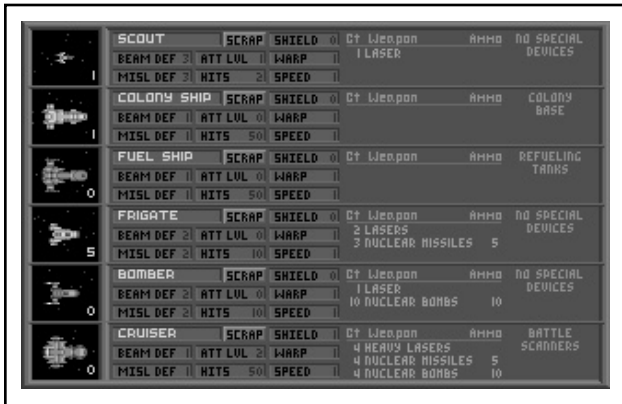 SCOUT SCRAP SHIELD 0 Ct Weapon Ammo NO SPECIAL
BEAM DEF 3 ATT LVL 1 WARP 1 1 LASER DEVICES
1 MISL DEF 3 HITS 2 SPEED 1
COLONY SHIP SCRAP SHIELD 0 Ct Weapon Ammo COLONY
BEAM DEF 1 ATT LVL 0 WARP 1 BASE
1 MISL DEF 1 HITS 50 SPEED 1
FUEL SHIP SCRAP SHIELD 0 Ct Weapon Ammo REFUELING
BEAM DEF 1 ATT LVL 0 WARP 1 TANKS
0 MISL DEF 1 HITS 50 SPEED 1
FRIGATE SCRAP SHIELD 0 Ct Weapon Ammo NO SPECIAL
BEAM DEF 2 ATT LVL 0 WARP 1 2 LASERS DEVICES
5 MISL DEF 2 HITS 10 SPEED 1 3 NUCLEAR MISSILES 5
BOMBER SCRAP SHIELD 0 Ct Weapon Ammo NO SPECIAL
BEAM DEF 2 ATT LVL 0 WARP 1 1 LASER DEVICES
0 MISL DEF 2 HITS 10 SPEED 1 10 NUCLEAR BOMBS 10
CRUISER SCRAP SHIELD 1 Ct Weapon Ammo BATTLE
BEAM DEF 1 ATT LVL 2 WARP 1 4 HEAVY LASERS SCANNERS
4 NUCLEAR MISSILES 5
0 MISL DEF 1 HITS 50 SPEED 1 4 NUCLEAR BOMBS 10